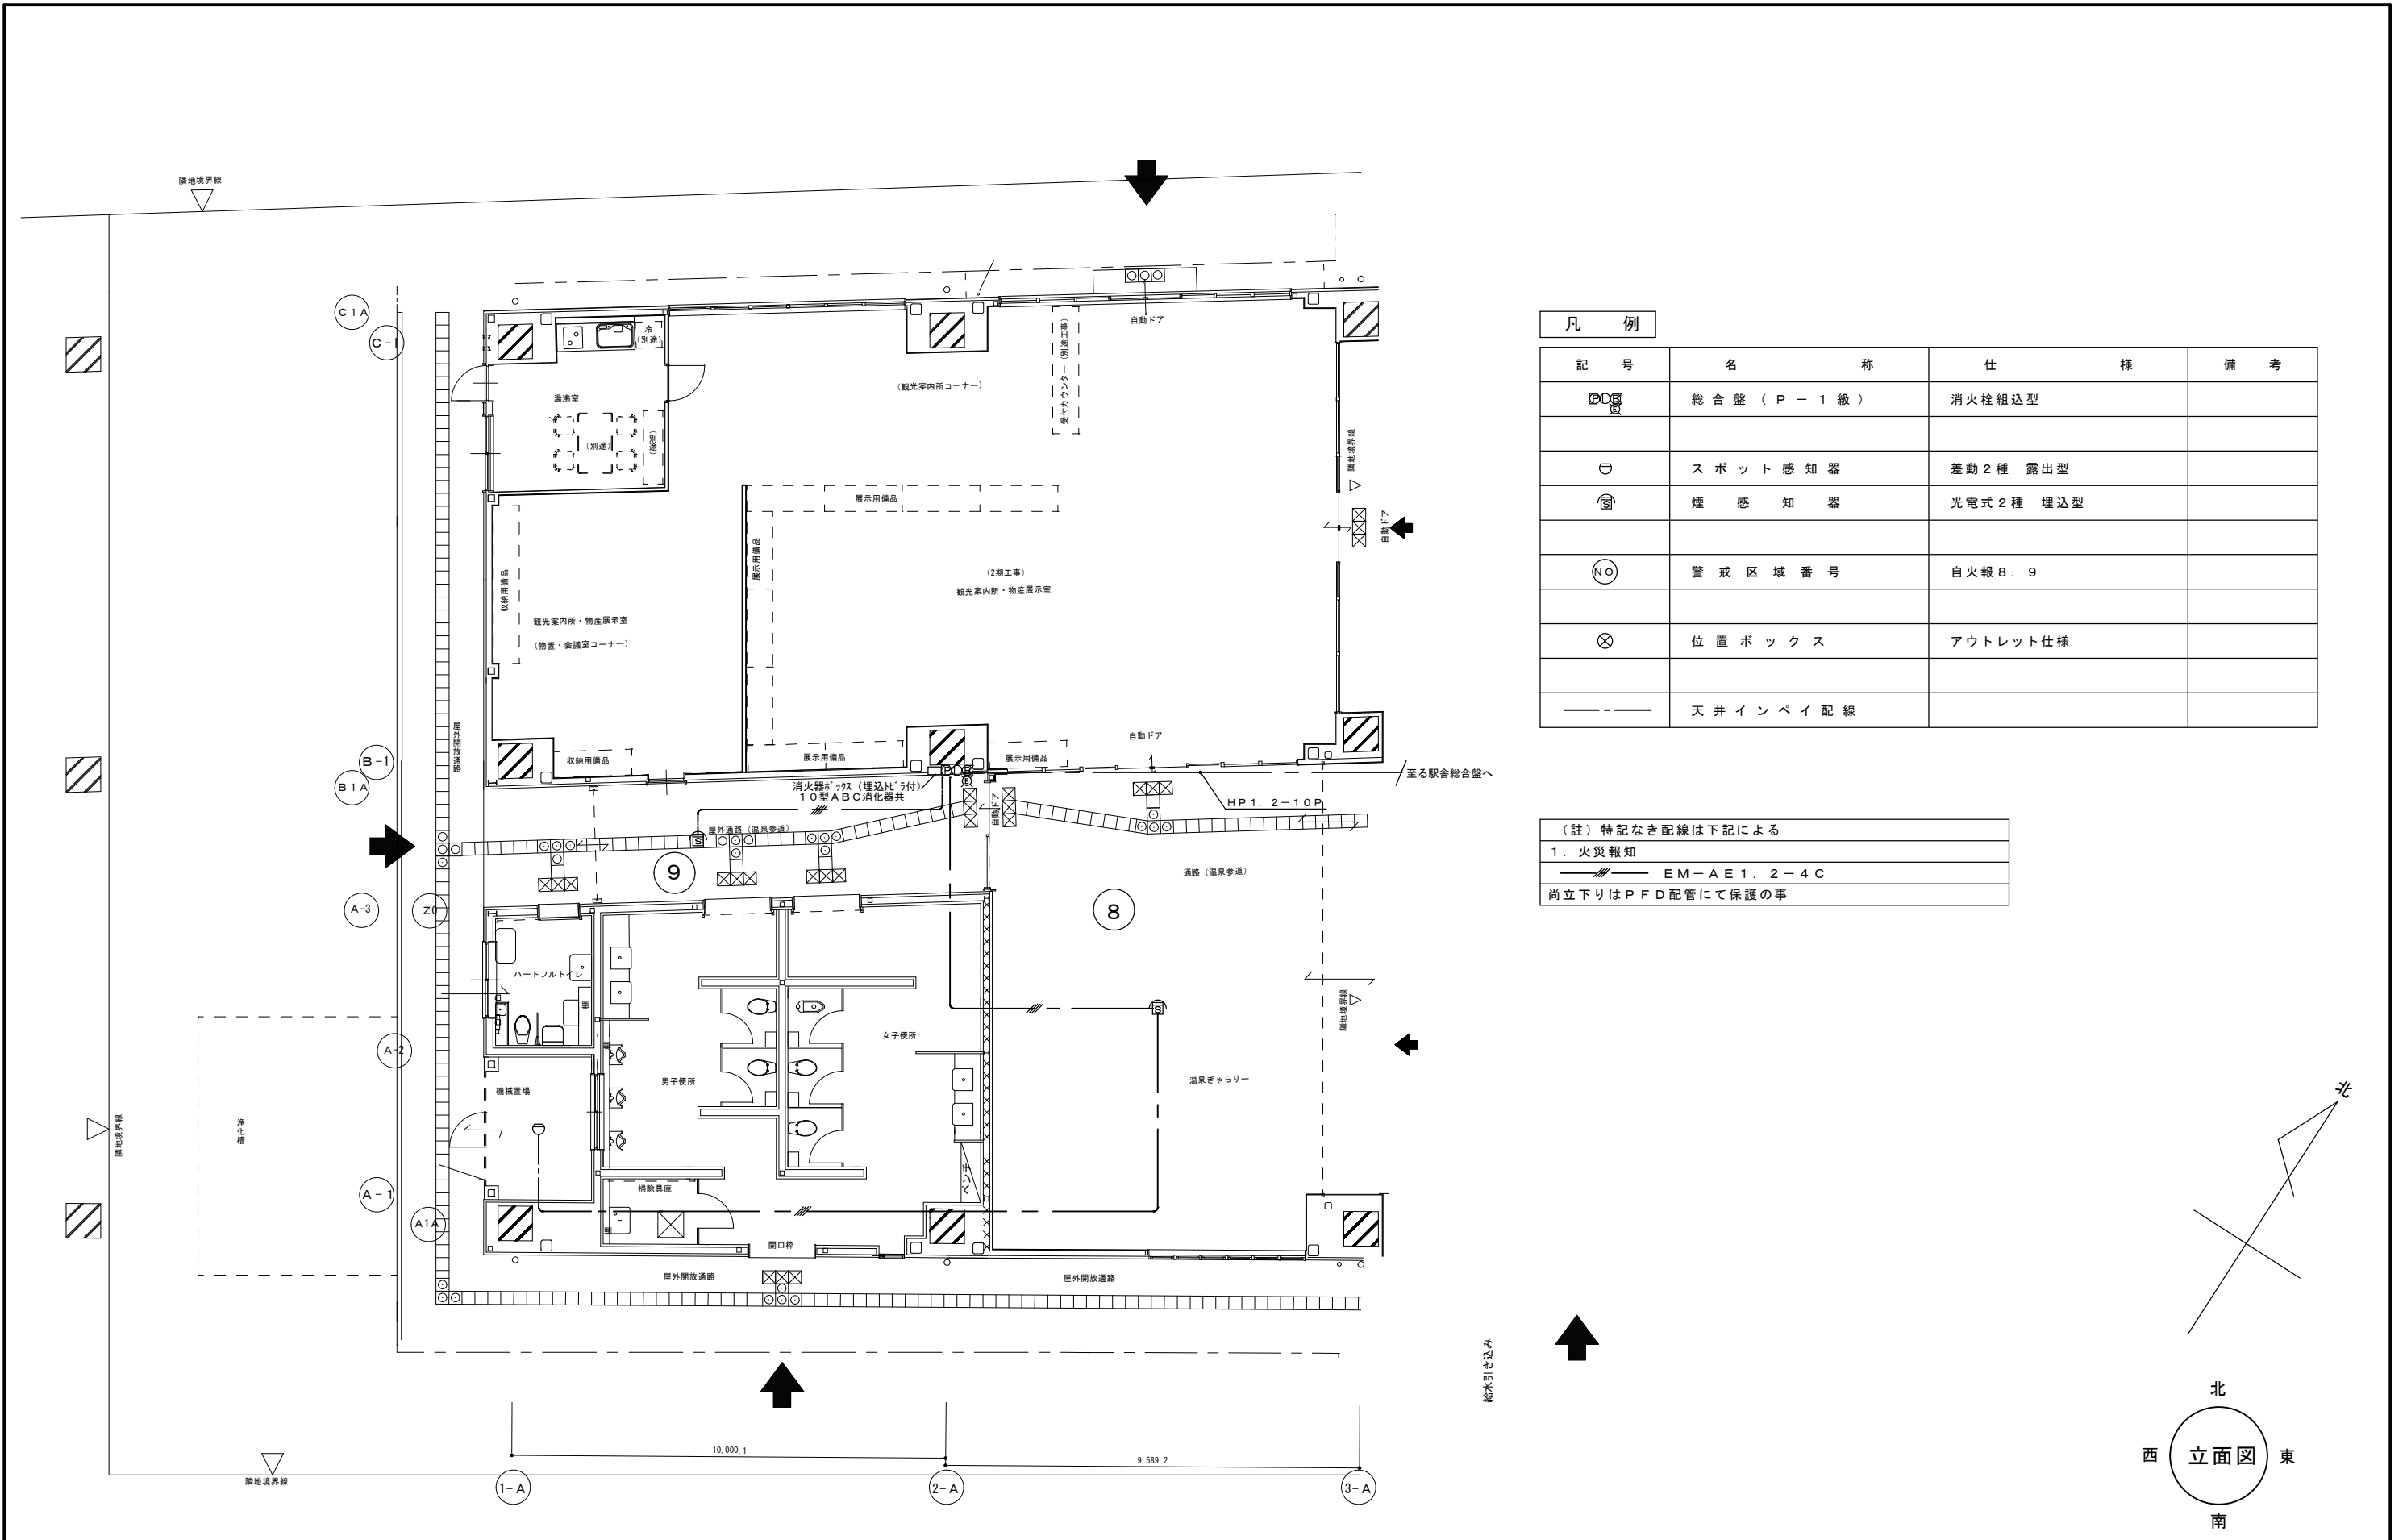 隣地境界線
C1A
C-1
冷
(別途)
自動ドア
受付カウンター(別途工事)
(観光案内所コーナー)
湯沸室
(別途)
(別途)
隣地境界線
自動ドア
展示用備品
展示用備品
収納用備品
(2期工事)
観光案内所・物産展示室
観光案内所・物産展示室
(物置・会議室コーナー)
屋外開放通路
B-1
B1A
収納用備品
展示用備品
展示用備品
自動ドア
至る駅舎総合盤へ
消火器ボックス(埋込トビラ付)
10型ABC消化器共
自動ドア
HP1.2-10P
屋外通路(温泉参道)
9
通路(温泉参道)
8
A-3
Z0
ハートフルトイレ
棚
A-2
女子便所
男子便所
棚
温泉ぎゃらりー
隣地境界線
機械置場
隣地境界線
浄化槽
A-1
A1A
ベンチ
掃除具庫
棚
開口枠
屋外開放通路
屋外開放通路
給水引き込み
10,000.1
9,589.2
隣地境界線
1-A
2-A
3-A
凡 例
記 号 名 称 仕 様 備 考
P B E 総合盤(P-1級) 消火栓組込型
スポット感知器 差動2種 露出型
S 煙感知器 光電式2種 埋込型
NO 警戒区域番号 自火報8.9
位置ボックス アウトレット仕様
天井インペイ配線
(註)特記なき配線は下記による
1.火災報知
EM-AE1.2-4C
尚立下りはPFD配管にて保護の事
北
北
西 立面図 東
南